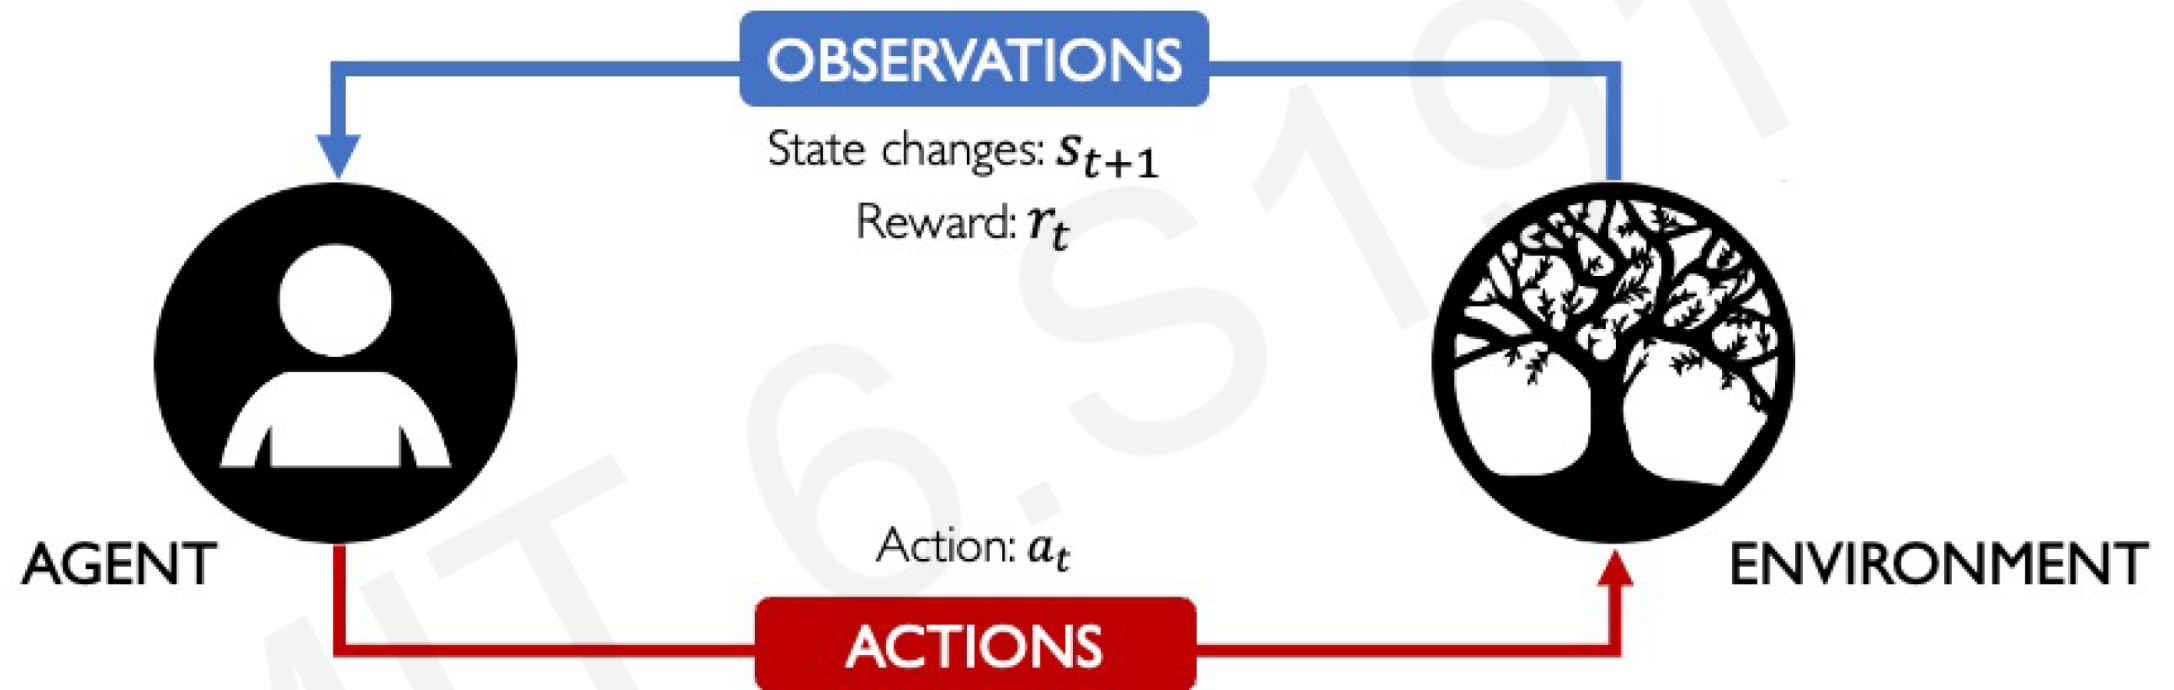 OBSERVATIONS
State changes: s_{t+1}
Reward: r_t
AGENT
Action: a_t
ENVIRONMENT
ACTIONS
MIT 6.S191